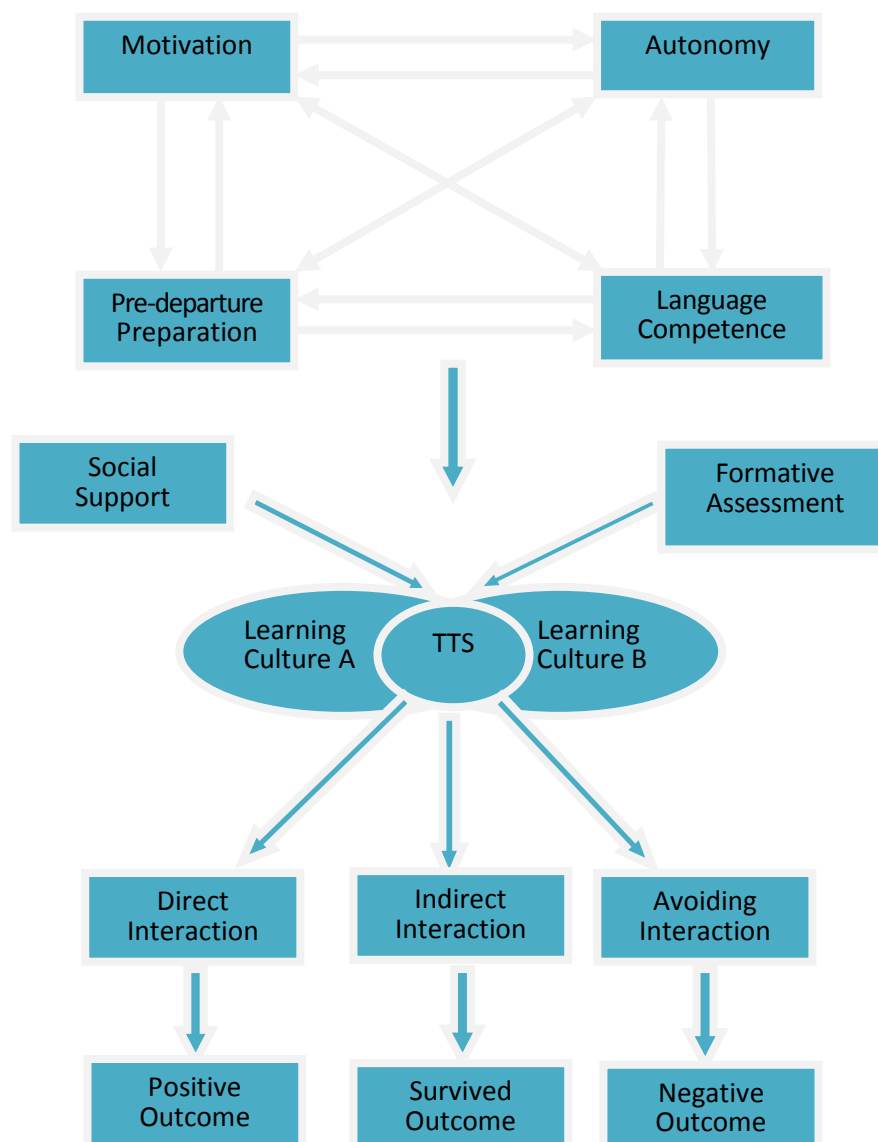 Motivation
Autonomy
Pre-departure
Preparation
Language
Competence
Social
Support
Formative
Assessment
Learning
Culture A
TTS
Learning
Culture B
Direct
Interaction
Indirect
Interaction
Avoiding
Interaction
Positive
Outcome
Survived
Outcome
Negative
Outcome